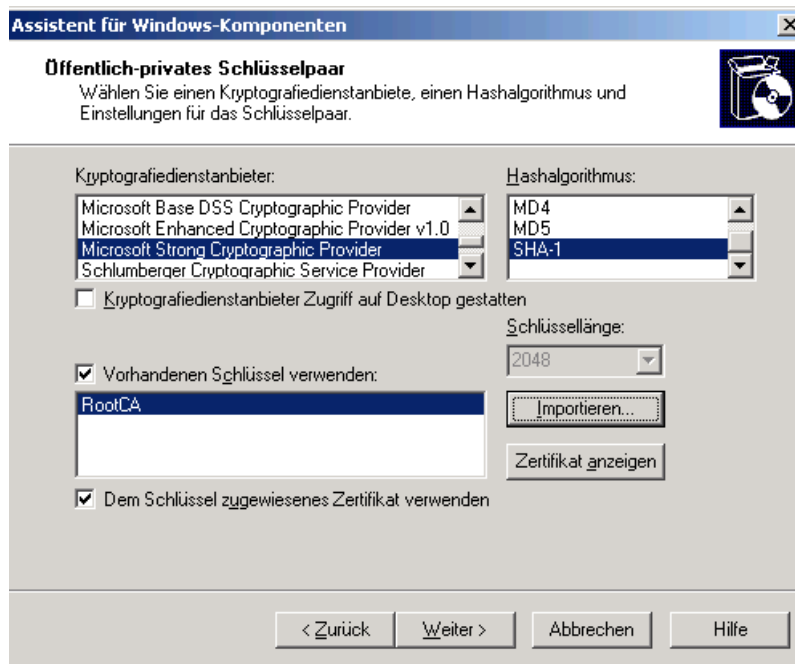 Assistent für Windows-Komponenten
Öffentlich-privates Schlüsselpaar
Wählen Sie einen Kryptografiedienstanbiete, einen Hashalgorithmus und
Einstellungen für das Schlüsselpaar.
Kryptografiedienstanbieter:
Microsoft Base DSS Cryptographic Provider
Microsoft Enhanced Cryptographic Provider v1.0
Microsoft Strong Cryptographic Provider
Schlumberger Cryptographic Service Provider
Hashalgorithmus:
MD4
MD5
SHA-1
Kryptografiedienstanbieter Zugriff auf Desktop gestatten
Schlüssellänge:
2048
Vorhandenen Schlüssel verwenden:
RootCA
Importieren...
Zertifikat anzeigen
Dem Schlüssel zugewiesenes Zertifikat verwenden
< Zurück
Weiter >
Abbrechen
Hilfe